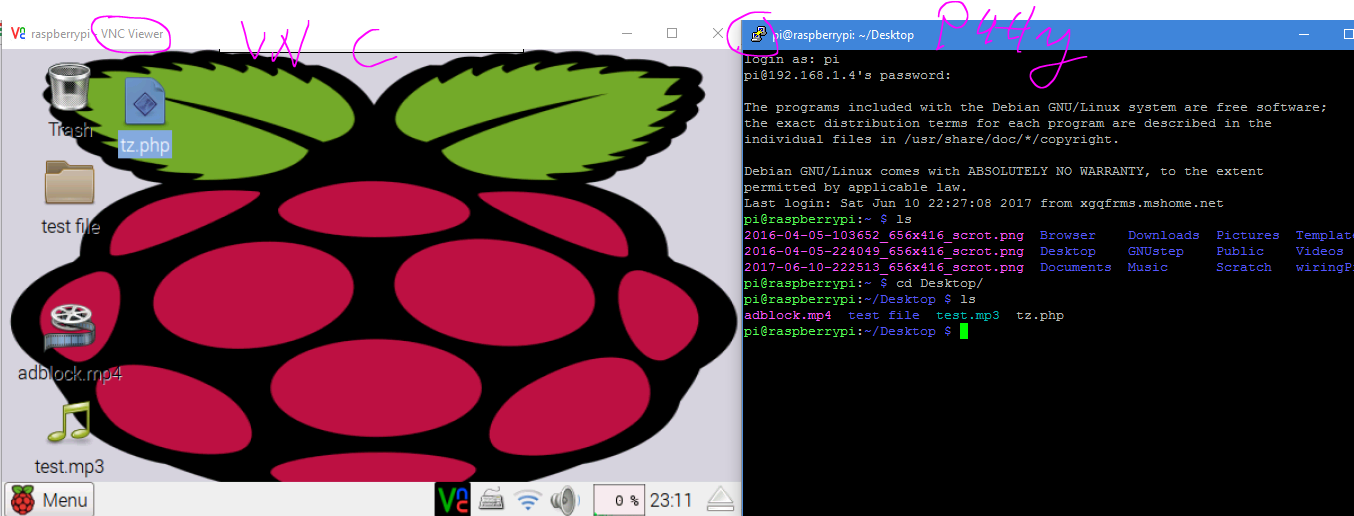 raspberrypi - VNC Viewer
VNC
Trash
tz.php
test file
adblock.mp4
test.mp3
Menu
VNC
0 %
23:11
pi@raspberrypi: ~/Desktop
Putty
login as: pi
pi@192.168.1.4's password:
The programs included with the Debian GNU/Linux system are free software;
the exact distribution terms for each program are described in the
individual files in /usr/share/doc/*/copyright.
Debian GNU/Linux comes with ABSOLUTELY NO WARRANTY, to the extent
permitted by applicable law.
Last login: Sat Jun 10 22:27:08 2017 from xgqfrms.mshome.net
pi@raspberrypi:~ $ ls
2016-04-05-103652_656x416_scrot.png Browser Downloads Pictures Template
2016-04-05-224049_656x416_scrot.png Desktop GNUstep Public Videos
2017-06-10-222513_656x416_scrot.png Documents Music Scratch wiringP
pi@raspberrypi:~ $ cd Desktop/
pi@raspberrypi:~/Desktop $ ls
adblock.mp4 test file test.mp3 tz.php
pi@raspberrypi:~/Desktop $